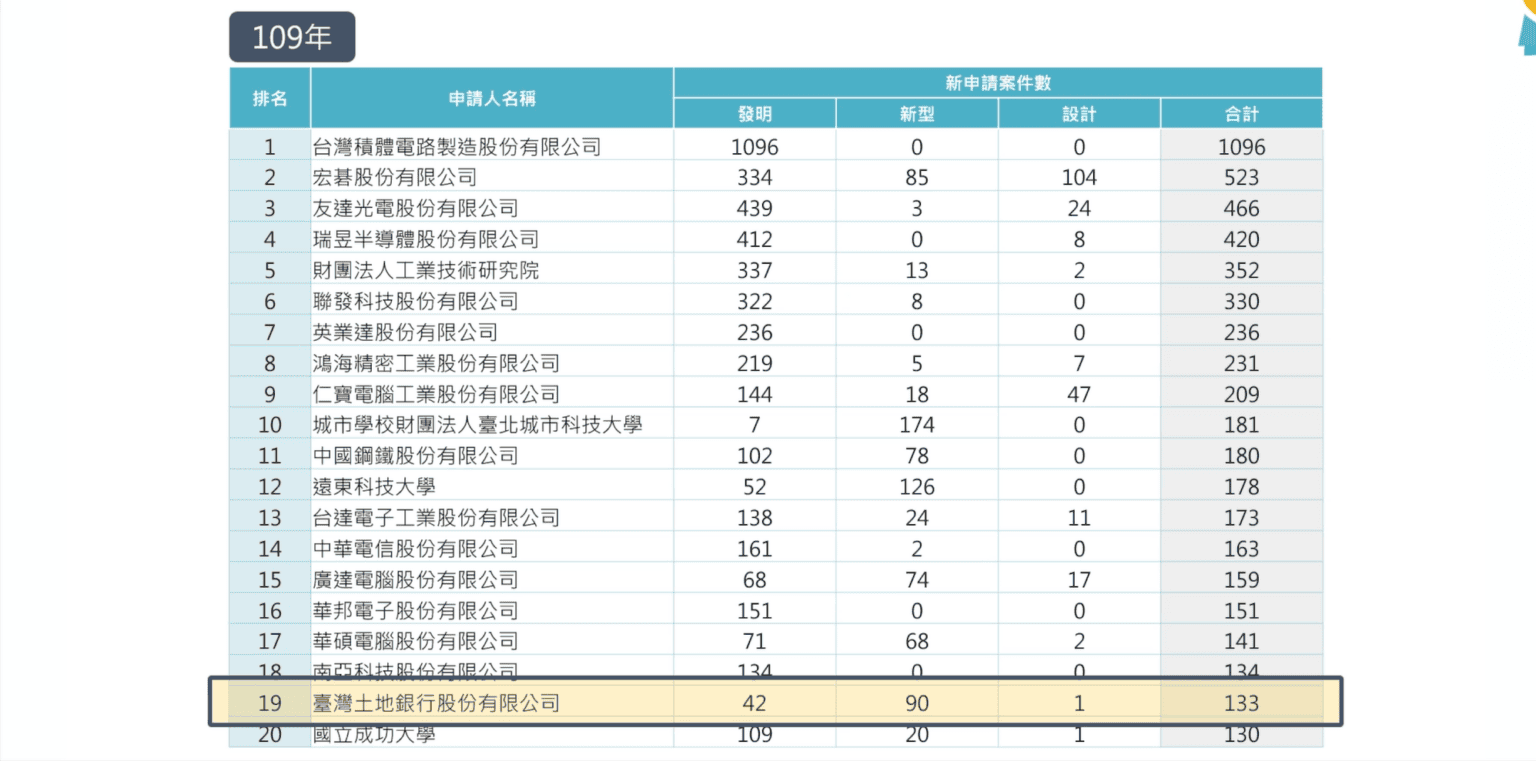 109年
排名 申請人名稱 新申請案件數
發明 新型 設計 合計
1 台灣積體電路製造股份有限公司 1096 0 0 1096
2 宏碁股份有限公司 334 85 104 523
3 友達光電股份有限公司 439 3 24 466
4 瑞昱半導體股份有限公司 412 0 8 420
5 財團法人工業技術研究院 337 13 2 352
6 聯發科技股份有限公司 322 8 0 330
7 英業達股份有限公司 236 0 0 236
8 鴻海精密工業股份有限公司 219 5 7 231
9 仁寶電腦工業股份有限公司 144 18 47 209
10 城市學校財團法人臺北城市科技大學 7 174 0 181
11 中國鋼鐵股份有限公司 102 78 0 180
12 遠東科技大學 52 126 0 178
13 台達電子工業股份有限公司 138 24 11 173
14 中華電信股份有限公司 161 2 0 163
15 廣達電腦股份有限公司 68 74 17 159
16 華邦電子股份有限公司 151 0 0 151
17 華碩電腦股份有限公司 71 68 2 141
18 南亞科技股份有限公司 134 0 0 134
19 臺灣土地銀行股份有限公司 42 90 1 133
20 國立成功大學 109 20 1 130